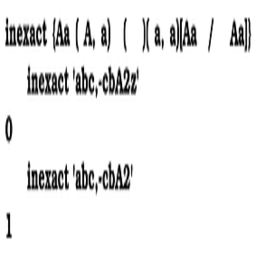 inexact {Aa ( A, a)   (   )( a, a)[Aa   /   Aa]}
inexact 'abc,-cbA2z'
0
inexact 'abc,-cbA2'
1